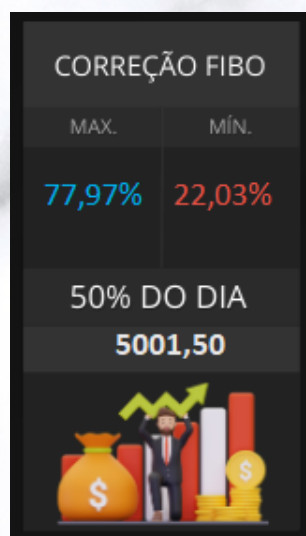 CORREÇÃO FIBO
MAX. MÍN.
77,97% 22,03%
50% DO DIA
5001,50
$ $